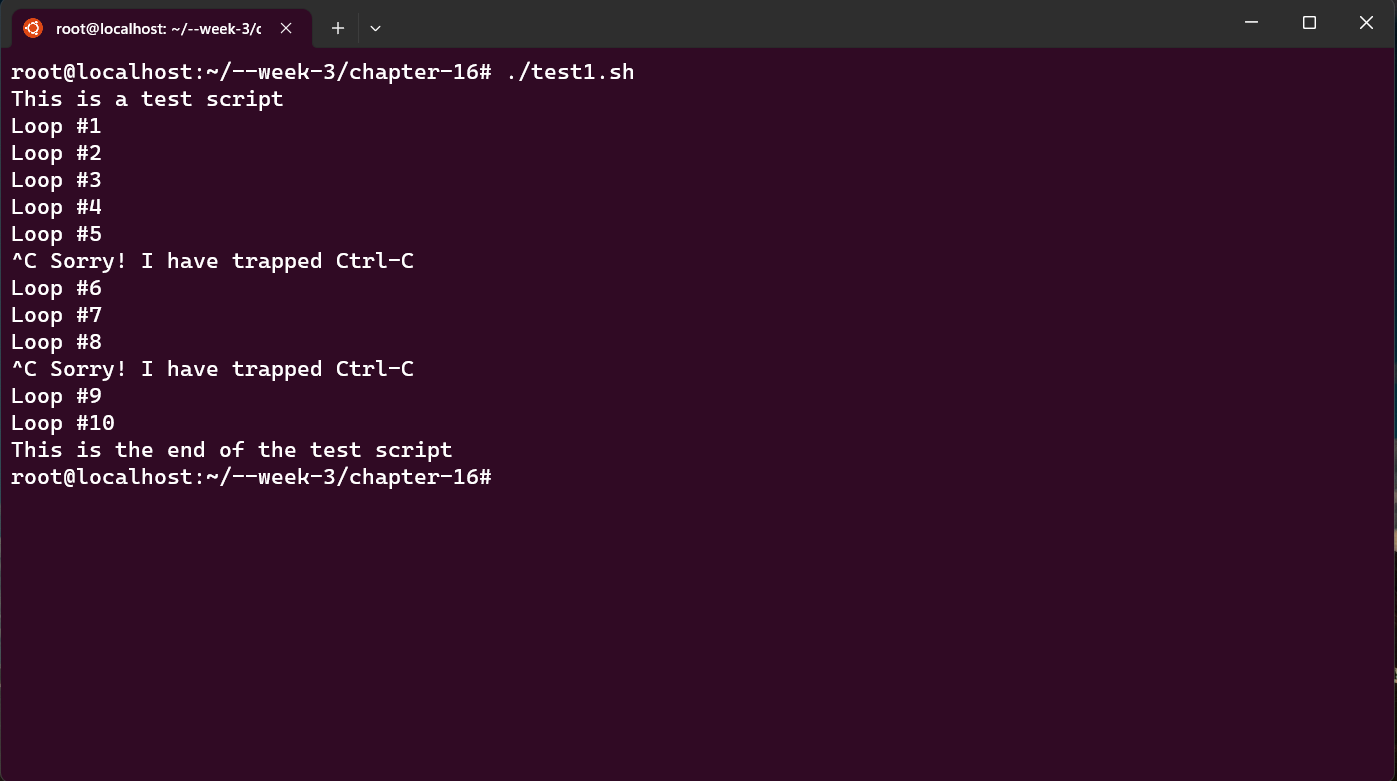 root@localhost: ~/--week-3/c
root@localhost:~/--week-3/chapter-16# ./test1.sh
This is a test script
Loop #1
Loop #2
Loop #3
Loop #4
Loop #5
^C Sorry! I have trapped Ctrl-C
Loop #6
Loop #7
Loop #8
^C Sorry! I have trapped Ctrl-C
Loop #9
Loop #10
This is the end of the test script
root@localhost:~/--week-3/chapter-16#